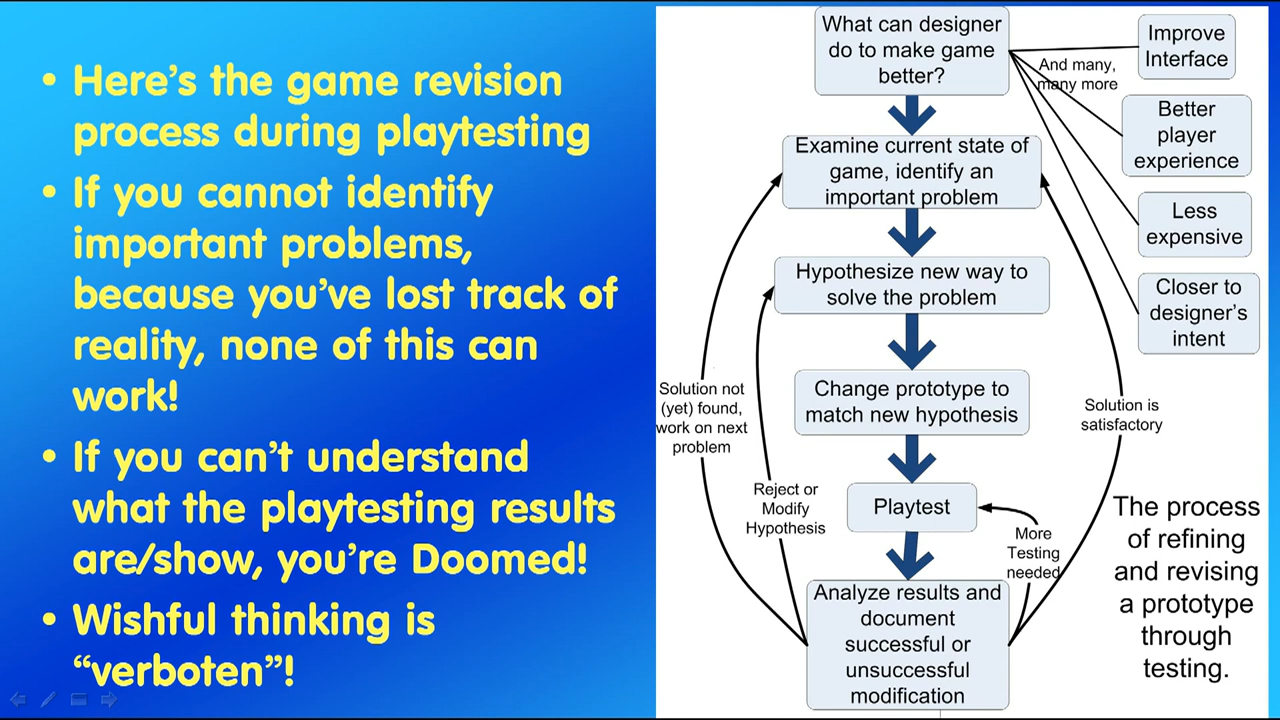 • Here's the game revision
process during playtesting
• If you cannot identify
important problems,
because you've lost track of
reality, none of this can
work!
• If you can't understand
what the playtesting results
are/show, you're Doomed!
• Wishful thinking is
"verboten"!
What can designer
do to make game
better?
And many,
many more
Improve
Interface
Better
player
experience
Less
expensive
Closer to
designer's
intent
Examine current state of
game, identify an
important problem
Hypothesize new way to
solve the problem
Change prototype to
match new hypothesis
Playtest
Analyze results and
document
successful or
unsuccessful
modification
Solution not
(yet) found,
work on next
problem
Reject or
Modify
Hypothesis
More
Testing
needed
Solution is
satisfactory
The process
of refining
and revising
a prototype
through
testing.